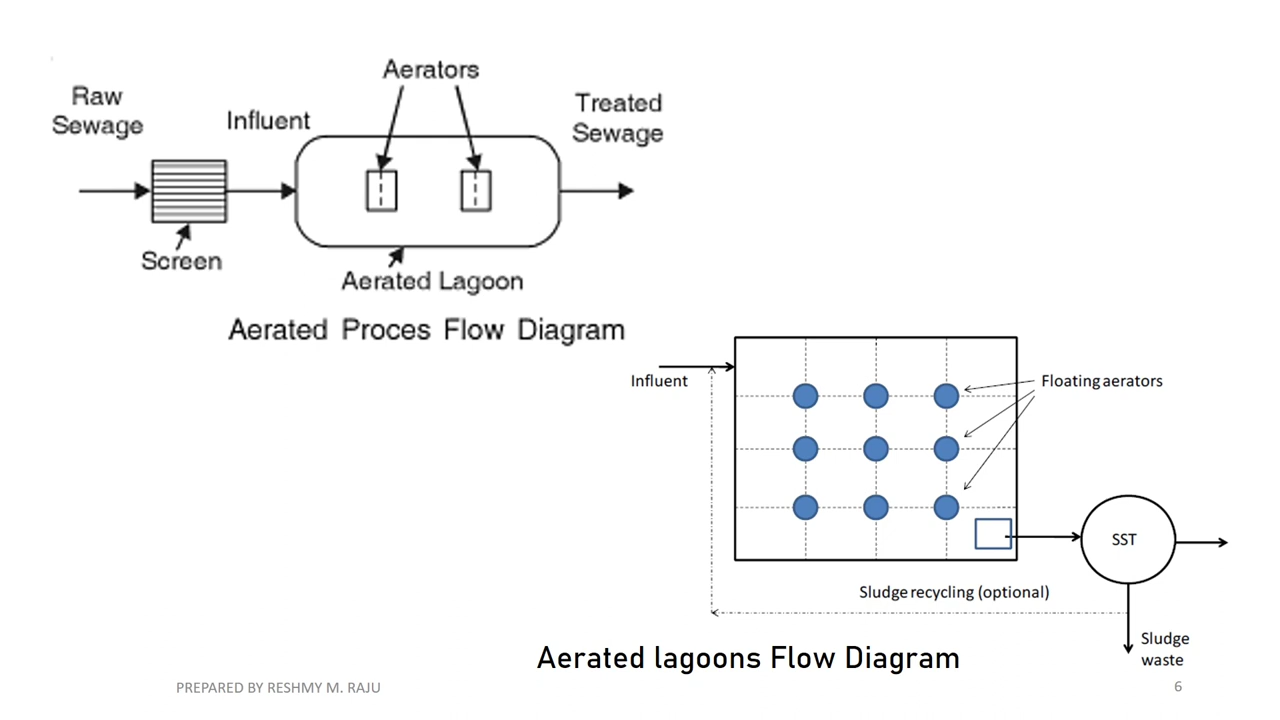 Aerators
Raw
Sewage
Influent
Treated
Sewage
Screen
Aerated Lagoon
Aerated Proces Flow Diagram
Influent
Floating aerators
SST
Sludge recycling (optional)
Sludge
waste
Aerated lagoons Flow Diagram
PREPARED BY RESHMY M. RAJU
6